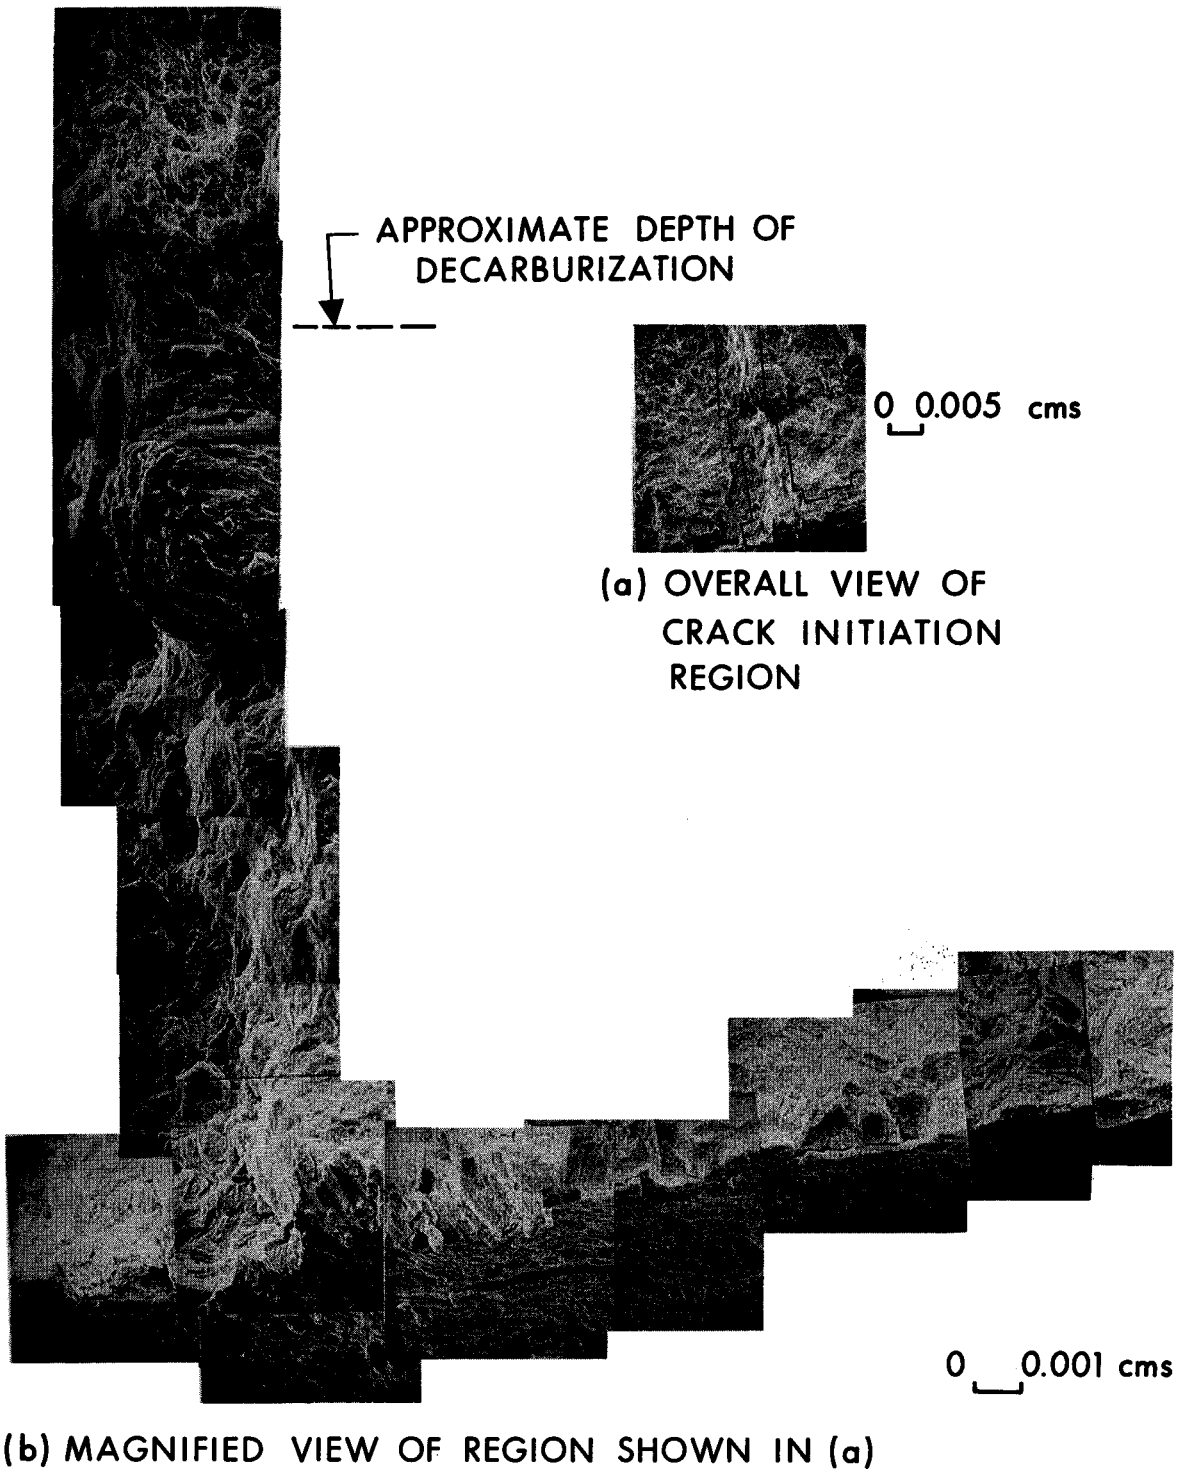 APPROXIMATE DEPTH OF
DECARBURIZATION
0 0.005 cms
(a) OVERALL VIEW OF
CRACK INITIATION
REGION
0 0.001 cms
(b) MAGNIFIED VIEW OF REGION SHOWN IN (a)